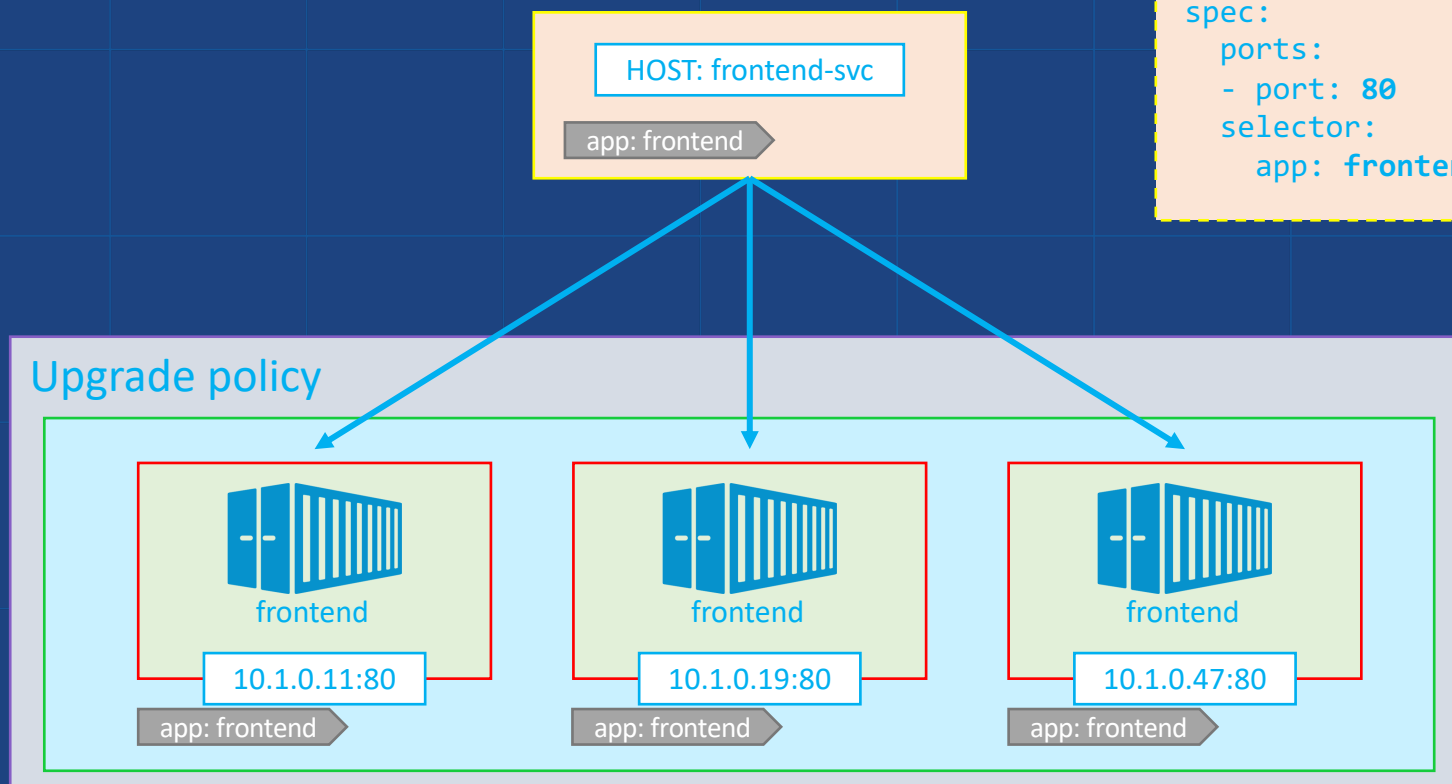 spec:
  ports:
  - port: 80
  selector:
    app:
HOST: frontend-svc
app: frontend
Upgrade policy
frontend
frontend
frontend
10.1.0.11:80
10.1.0.19:80
10.1.0.47:80
app: frontend
app: frontend
app: frontend